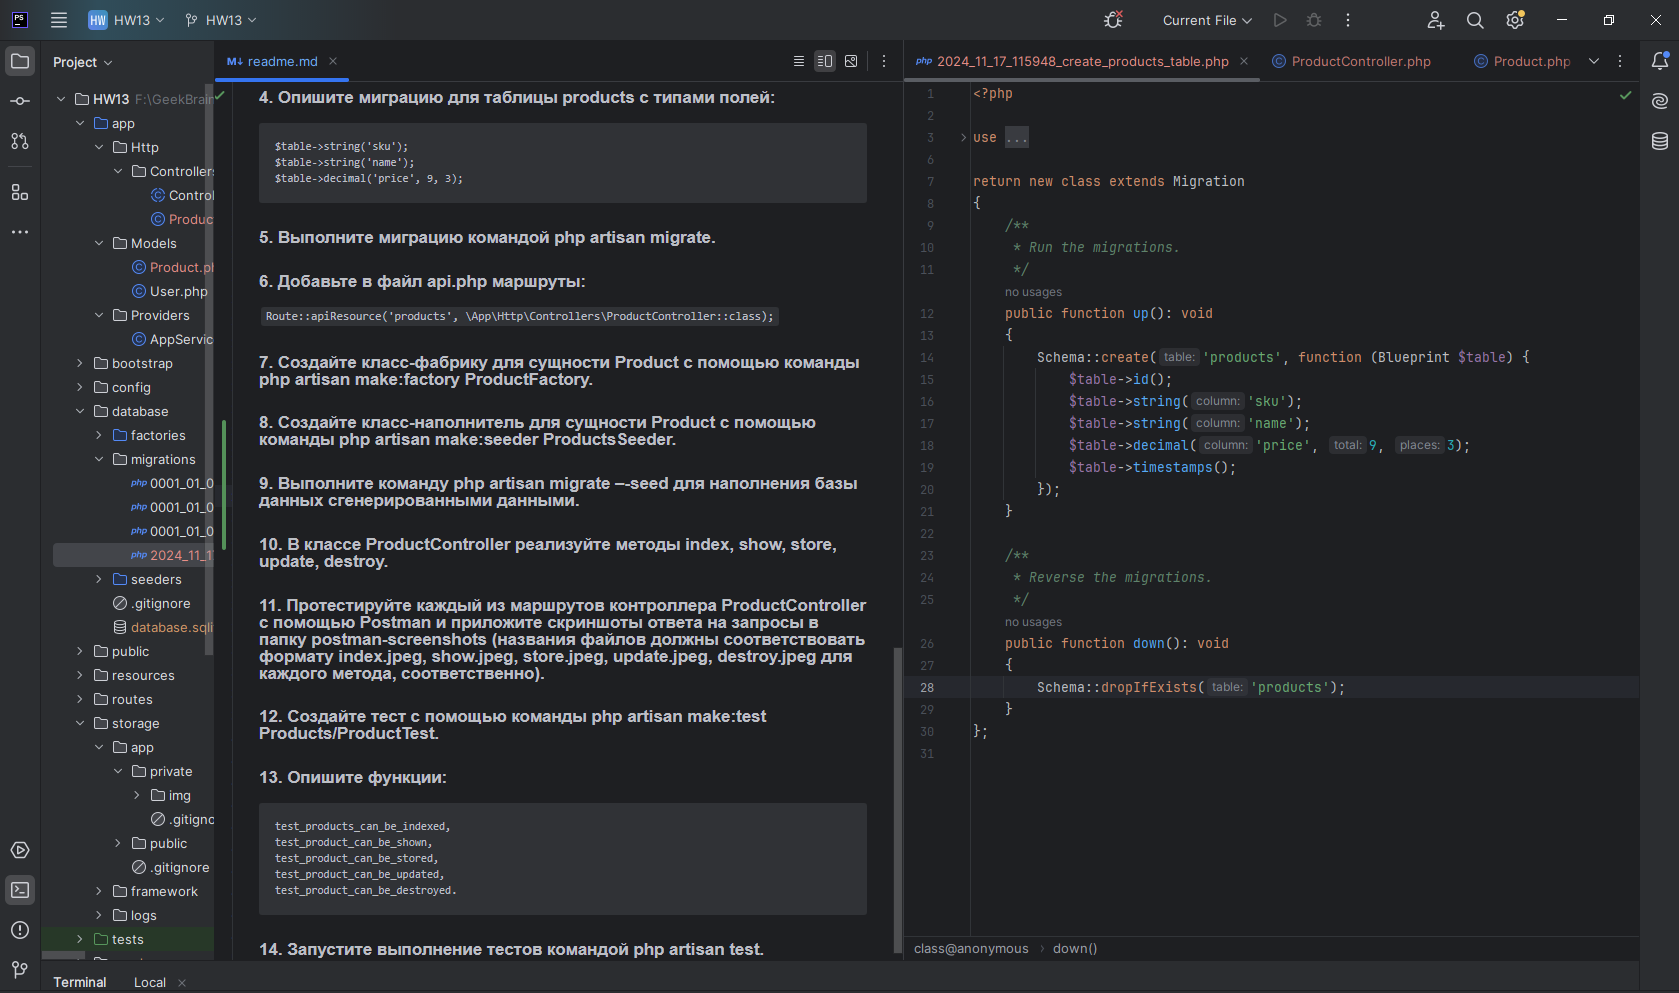 PS
HW HW13
HW13
Current File
Project
HW13 F:\GeekBrain
app
Http
Controllers
Contro
Produc
Models
Product.p
User.php
Providers
AppServic
bootstrap
config
database
factories
migrations
php 0001_01_0
php 0001_01_0
php 0001_01_0
php 2024_11_1
seeders
.gitignore
database.sqli
public
resources
routes
storage
app
private
img
.gitigno
public
.gitignore
framework
logs
tests
M↓ readme.md
4. Опишите миграцию для таблицы products с типами полей:
$table->string('sku');
$table->string('name');
$table->decimal('price', 9, 3);
5. Выполните миграцию командой php artisan migrate.
6. Добавьте в файл api.php маршруты:
Route::apiResource('products', \App\Http\Controllers\ProductController::class);
7. Создайте класс-фабрику для сущности Product с помощью команды
php artisan make:factory ProductFactory.
8. Создайте класс-наполнитель для сущности Product с помощью
команды php artisan make:seeder ProductsSeeder.
9. Выполните команду php artisan migrate –-seed для наполнения базы
данных сгенерированными данными.
10. В классе ProductController реализуйте методы index, show, store,
update, destroy.
11. Протестируйте каждый из маршрутов контроллера ProductController
с помощью Postman и приложите скриншоты ответа на запросы в
папку postman-screenshots (названия файлов должны соответствовать
формату index.jpeg, show.jpeg, store.jpeg, update.jpeg, destroy.jpeg для
каждого метода, соответственно).
12. Создайте тест с помощью команды php artisan make:test
Products/ProductTest.
13. Опишите функции:
test_products_can_be_indexed,
test_product_can_be_shown,
test_product_can_be_stored,
test_product_can_be_updated,
test_product_can_be_destroyed.
14. Запустите выполнение тестов командой php artisan test.
php 2024_11_17_115948_create_products_table.php
ProductController.php
Product.php
1 <?php
2
3 use ...
6
7 return new class extends Migration
8 {
9 /**
10 * Run the migrations.
11 */
no usages
12 public function up(): void
13 {
14 Schema::create( table: 'products', function (Blueprint $table) {
15 $table->id();
16 $table->string( column: 'sku');
17 $table->string( column: 'name');
18 $table->decimal( column: 'price', total: 9, places: 3);
19 $table->timestamps();
20 });
21 }
22
23 /**
24 * Reverse the migrations.
25 */
no usages
26 public function down(): void
27 {
28 Schema::dropIfExists( table: 'products');
29 }
30 };
31
class@anonymous › down()
Terminal Local